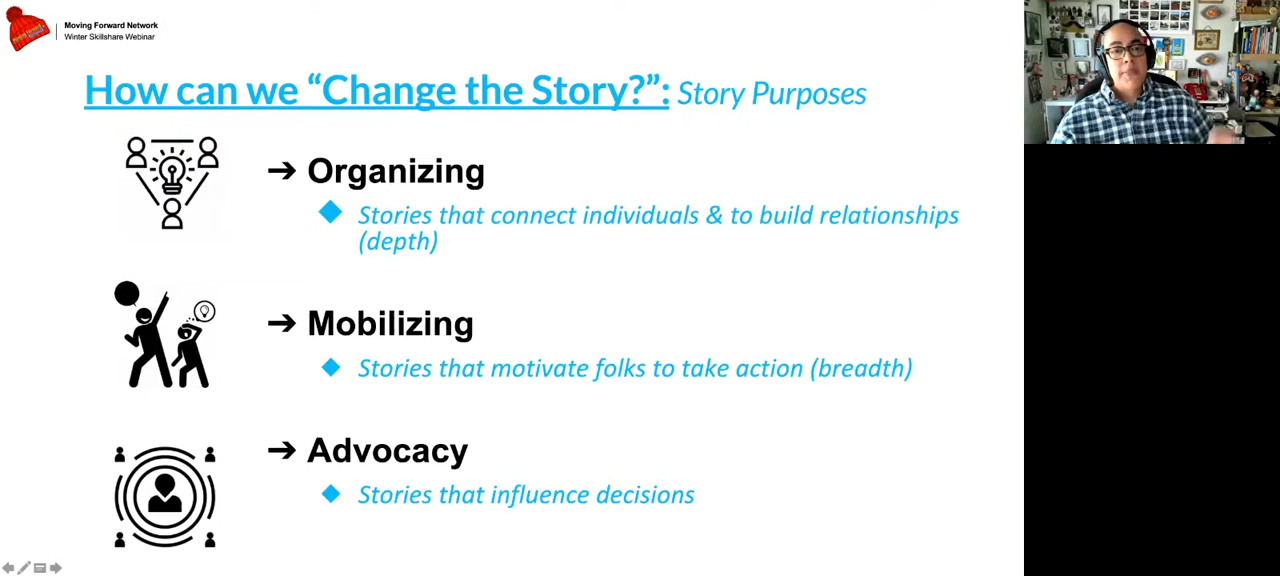 Moving Forward Network
Winter Skillshare Webinar
How can we “Change the Story?”: Story Purposes
➔ Organizing
◆ Stories that connect individuals & to build relationships
(depth)
➔ Mobilizing
◆ Stories that motivate folks to take action (breadth)
➔ Advocacy
◆ Stories that influence decisions